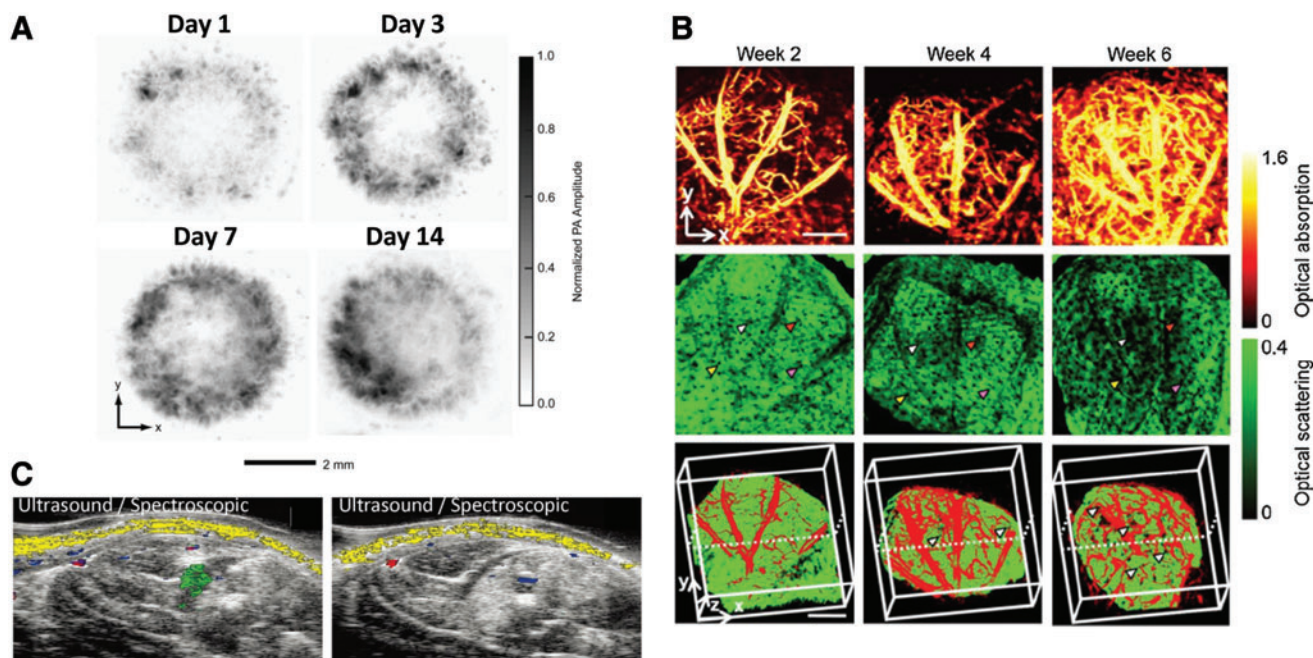 A
Day 1
Day 3
1.0
0.8
0.6
0.4
0.2
0.0
Normalized PA Amplitude
Day 7
Day 14
y
x
2 mm
B
Week 2
Week 4
Week 6
y
x
1.6
0
Optical absorption
0.4
0
Optical scattering
y
z
x
C
Ultrasound / Spectroscopic
Ultrasound / Spectroscopic